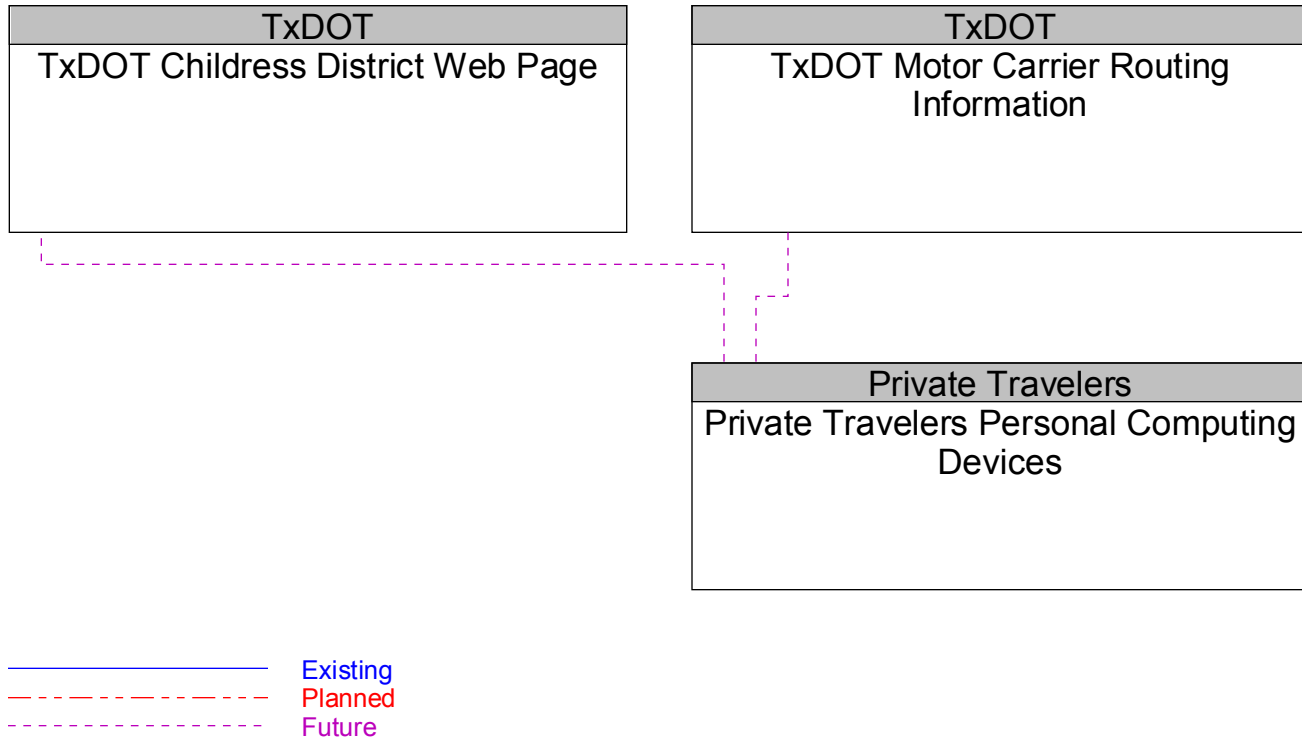 TxDOT
TxDOT Childress District Web Page
TxDOT
TxDOT Motor Carrier Routing
Information
Private Travelers
Private Travelers Personal Computing
Devices
Existing
Planned
Future